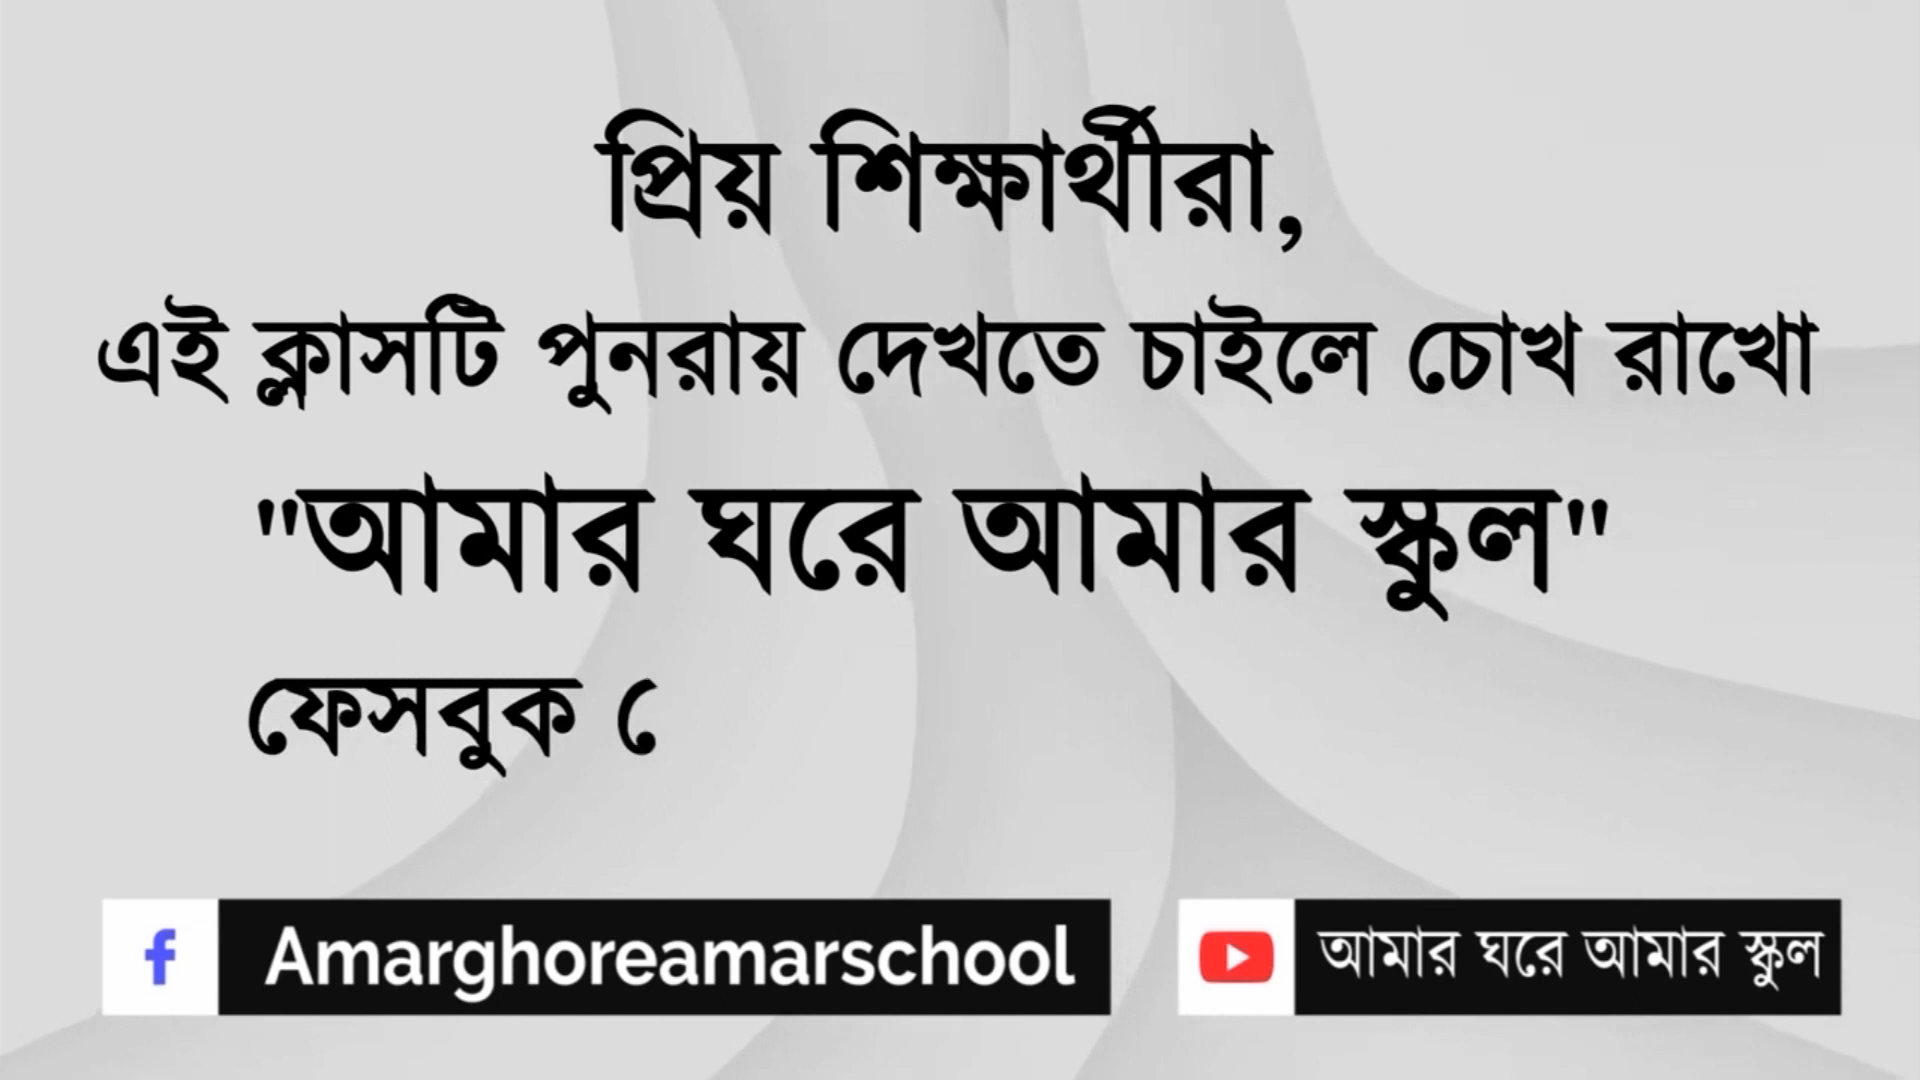 প্রিয় শিক্ষার্থীরা,
এই ক্লাসটি পুনরায় দেখতে চাইলে চোখ রাখো
"আমার ঘরে আমার স্কুল"
ফেসবুক ে
Amarghoreamarschool
আমার ঘরে আমার স্কুল